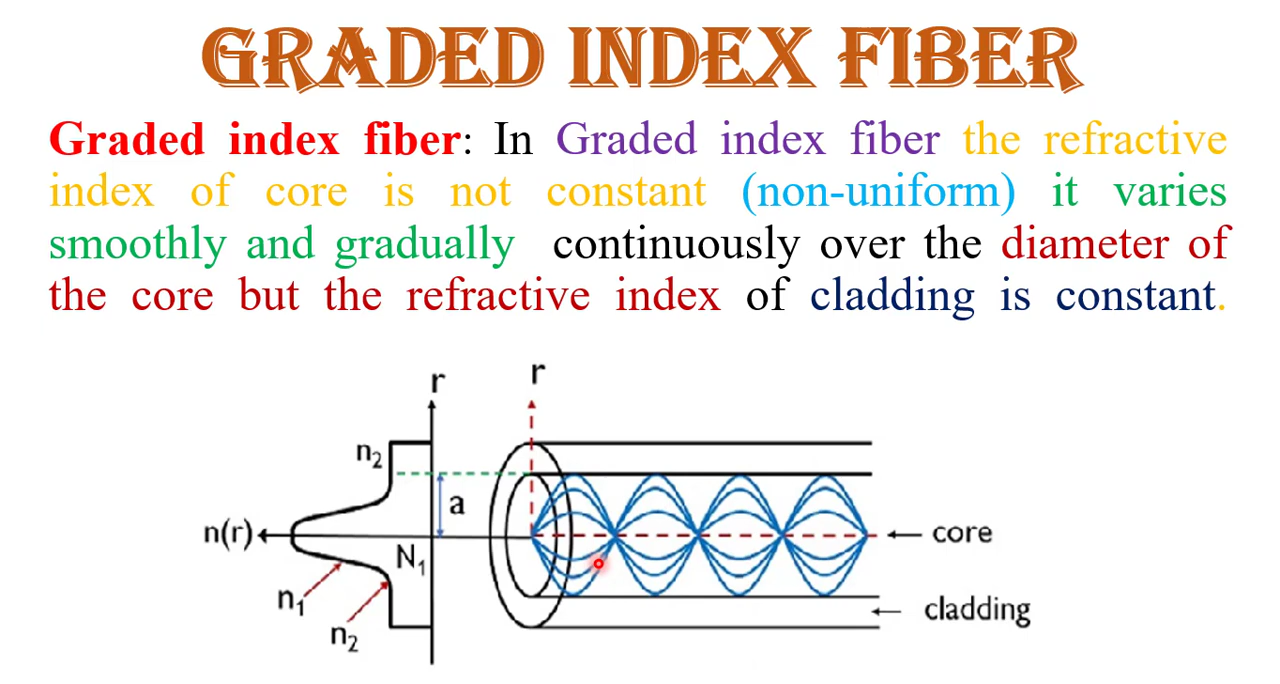 GRADED INDEX FIBER
Graded index fiber: In Graded index fiber the refractive
index of core is not constant (non-uniform) it varies
smoothly and gradually continuously over the diameter of
the core but the refractive index of cladding is constant.
r
r
n₂
a
n(r)
N₁
core
n₁
n₂
cladding